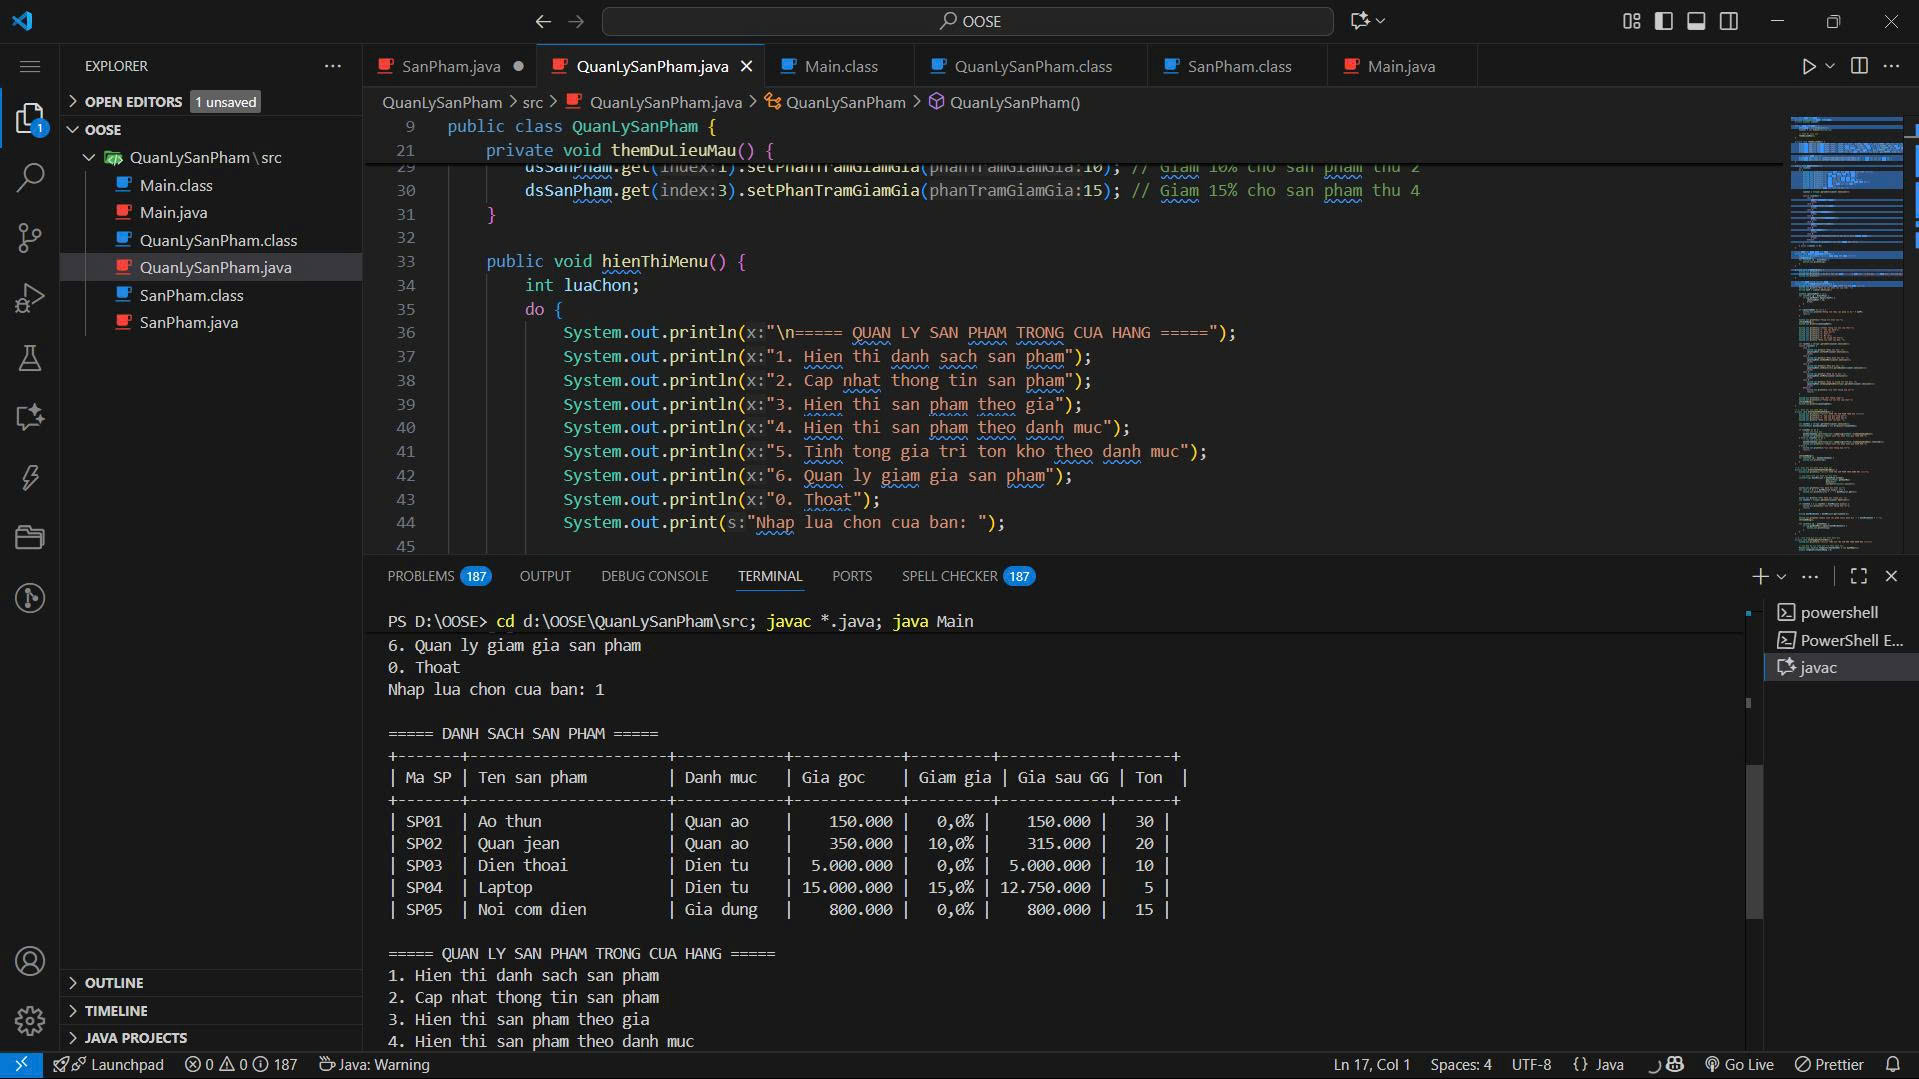 OOSE
EXPLORER
OPEN EDITORS 1 unsaved
OOSE
QuanLySanPham\src
Main.class
Main.java
QuanLySanPham.class
QuanLySanPham.java
SanPham.class
SanPham.java
OUTLINE
TIMELINE
JAVA PROJECTS
1
SanPham.java
QuanLySanPham.java
Main.class
QuanLySanPham.class
SanPham.class
Main.java
QuanLySanPham > src > QuanLySanPham.java > QuanLySanPham > QuanLySanPham()
9 public class QuanLySanPham {
21 private void themDuLieuMau() {
29 dsSanPham.get(index:1).setPhanTramGiamGia(phanTramGiamGia:10); // Giam 10% cho san pham thu 2
30 dsSanPham.get(index:3).setPhanTramGiamGia(phanTramGiamGia:15); // Giam 15% cho san pham thu 4
31 }
32
33 public void hienThiMenu() {
34 int luaChon;
35 do {
36 System.out.println(x:"\n===== QUAN LY SAN PHAM TRONG CUA HANG =====");
37 System.out.println(x:"1. Hien thi danh sach san pham");
38 System.out.println(x:"2. Cap nhat thong tin san pham");
39 System.out.println(x:"3. Hien thi san pham theo gia");
40 System.out.println(x:"4. Hien thi san pham theo danh muc");
41 System.out.println(x:"5. Tinh tong gia tri ton kho theo danh muc");
42 System.out.println(x:"6. Quan ly giam gia san pham");
43 System.out.println(x:"0. Thoat");
44 System.out.print(s:"Nhap lua chon cua ban: ");
45
PROBLEMS 187 OUTPUT DEBUG CONSOLE TERMINAL PORTS SPELL CHECKER 187
PS D:\OOSE> cd d:\OOSE\QuanLySanPham\src; javac *.java; java Main
6. Quan ly giam gia san pham
0. Thoat
Nhap lua chon cua ban: 1
===== DANH SACH SAN PHAM =====
+-------+----------------------+------------+------------+---------+------------+------+
| Ma SP | Ten san pham | Danh muc | Gia goc | Giam gia | Gia sau GG | Ton |
+-------+----------------------+------------+------------+---------+------------+------+
| SP01 | Ao thun | Quan ao | 150.000 | 0,0% | 150.000 | 30 |
| SP02 | Quan jean | Quan ao | 350.000 | 10,0% | 315.000 | 20 |
| SP03 | Dien thoai | Dien tu | 5.000.000 | 0,0% | 5.000.000 | 10 |
| SP04 | Laptop | Dien tu | 15.000.000 | 15,0% | 12.750.000 | 5 |
| SP05 | Noi com dien | Gia dung | 800.000 | 0,0% | 800.000 | 15 |
===== QUAN LY SAN PHAM TRONG CUA HANG =====
1. Hien thi danh sach san pham
2. Cap nhat thong tin san pham
3. Hien thi san pham theo gia
4. Hien thi san pham theo danh muc
powershell
PowerShell E...
javac
Launchpad 0 0 187 Java: Warning Ln 17, Col 1 Spaces: 4 UTF-8 {} Java Go Live Prettier